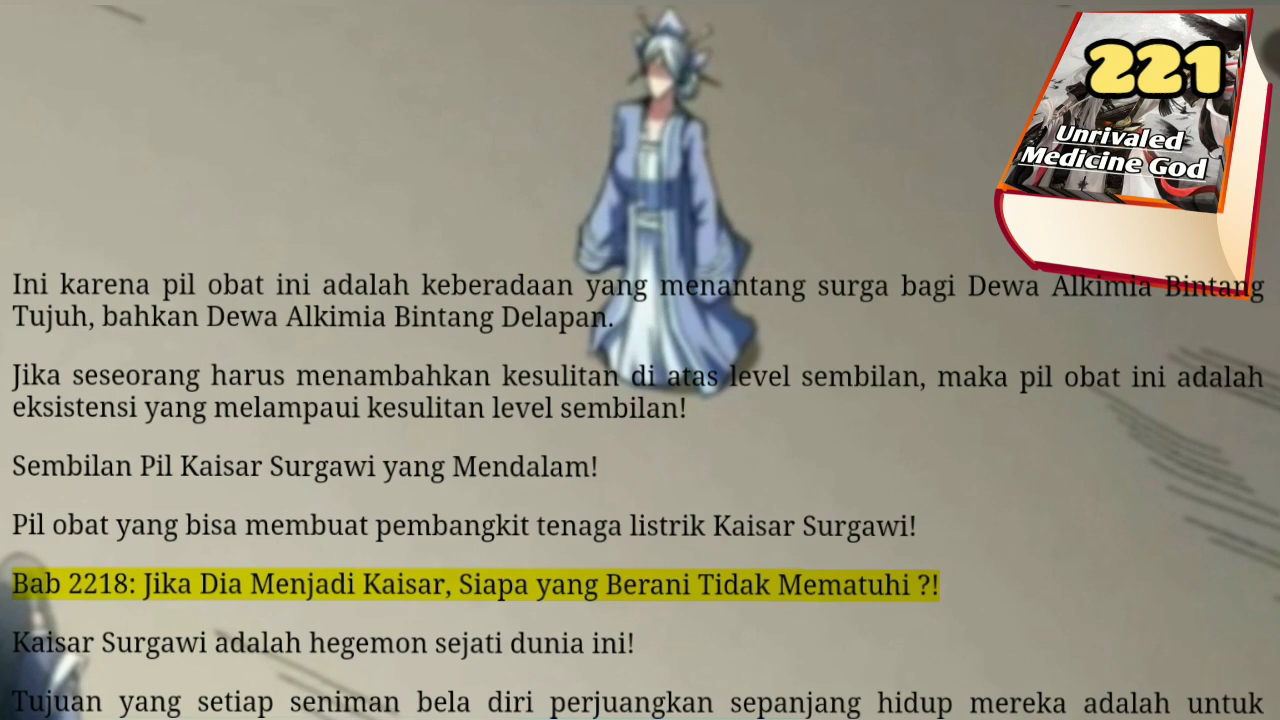 221
Unrivaled
Medicine God
Ini karena pil obat ini adalah keberadaan yang menantang surga bagi Dewa Alkimia Bintang
Tujuh, bahkan Dewa Alkimia Bintang Delapan.
Jika seseorang harus menambahkan kesulitan di atas level sembilan, maka pil obat ini adalah
eksistensi yang melampaui kesulitan level sembilan!
Sembilan Pil Kaisar Surgawi yang Mendalam!
Pil obat yang bisa membuat pembangkit tenaga listrik Kaisar Surgawi!
Bab 2218: Jika Dia Menjadi Kaisar, Siapa yang Berani Tidak Mematuhi ?!
Kaisar Surgawi adalah hegemon sejati dunia ini!
Tujuan yang setiap seniman bela diri perjuangkan sepanjang hidup mereka adalah untuk